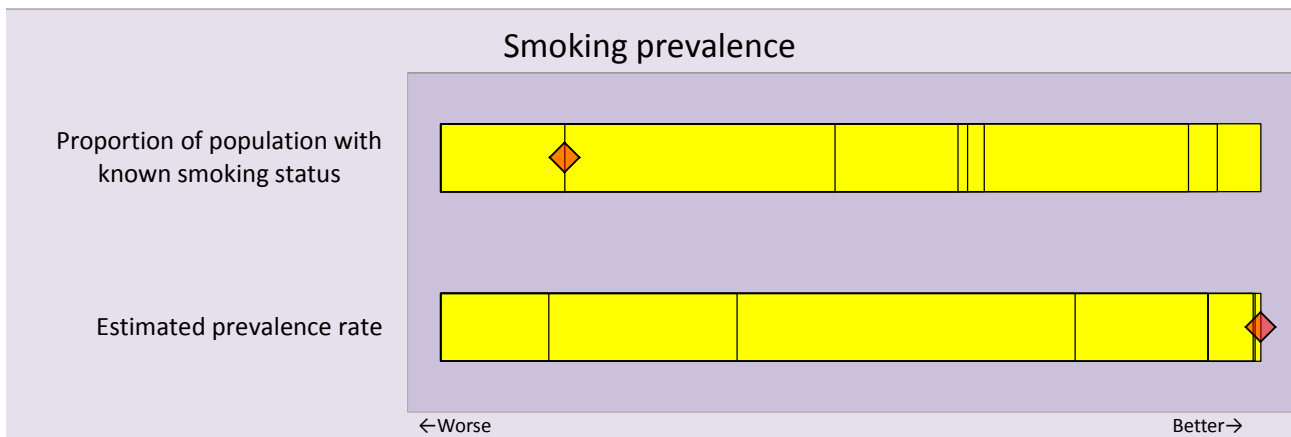 Smoking prevalence
Proportion of population with
known smoking status
Estimated prevalence rate
←Worse
Better→